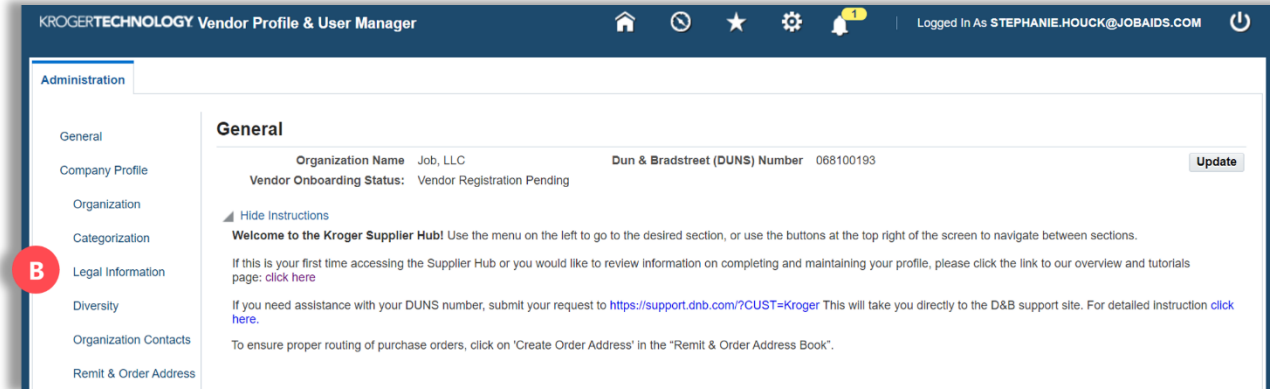 KROGERTECHNOLOGY. Vendor Profile & User Manager
1
Logged In As STEPHANIE.HOUCK@JOBAIDS.COM
Administration
General
Company Profile
Organization
Categorization
B
Legal Information
Diversity
Organization Contacts
Remit & Order Address
General
Organization Name Job, LLC
Dun & Bradstreet (DUNS) Number 068100193
Update
Vendor Onboarding Status: Vendor Registration Pending
Hide Instructions
Welcome to the Kroger Supplier Hub! Use the menu on the left to go to the desired section, or use the buttons at the top right of the screen to navigate between sections.
If this is your first time accessing the Supplier Hub or you would like to review information on completing and maintaining your profile, please click the link to our overview and tutorials
page: click here
If you need assistance with your DUNS number, submit your request to https://support.dnb.com/?CUST=Kroger This will take you directly to the D&B support site. For detailed instruction click
here.
To ensure proper routing of purchase orders, click on 'Create Order Address' in the "Remit & Order Address Book”.